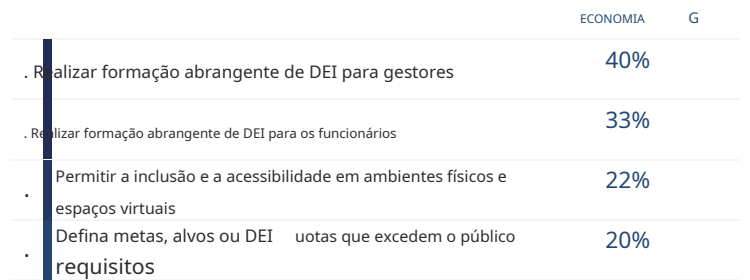 ECONOMIA G
. Realizar formação abrangente de DEI para gestores 40%
. Realizar formação abrangente de DEI para os funcionários 33%
Permitir a inclusão e a acessibilidade em ambientes físicos e 22%
. espaços virtuais
Defina metas, alvos ou DEI uotas que excedem o público 20%
. requisitos